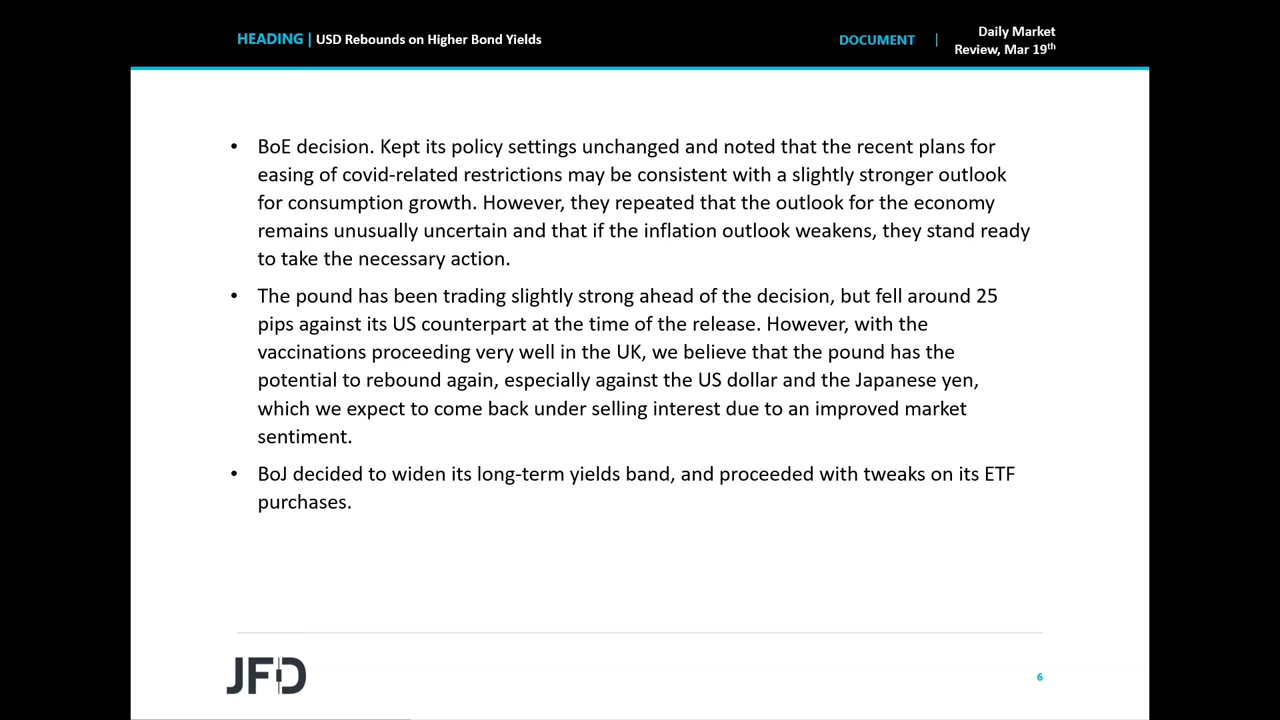 HEADING | USD Rebounds on Higher Bond Yields
DOCUMENT |
Daily Market
Review, Mar 19th
• BoE decision. Kept its policy settings unchanged and noted that the recent plans for
easing of covid-related restrictions may be consistent with a slightly stronger outlook
for consumption growth. However, they repeated that the outlook for the economy
remains unusually uncertain and that if the inflation outlook weakens, they stand ready
to take the necessary action.
• The pound has been trading slightly strong ahead of the decision, but fell around 25
pips against its US counterpart at the time of the release. However, with the
vaccinations proceeding very well in the UK, we believe that the pound has the
potential to rebound again, especially against the US dollar and the Japanese yen,
which we expect to come back under selling interest due to an improved market
sentiment.
• BoJ decided to widen its long-term yields band, and proceeded with tweaks on its ETF
purchases.
JFD
6